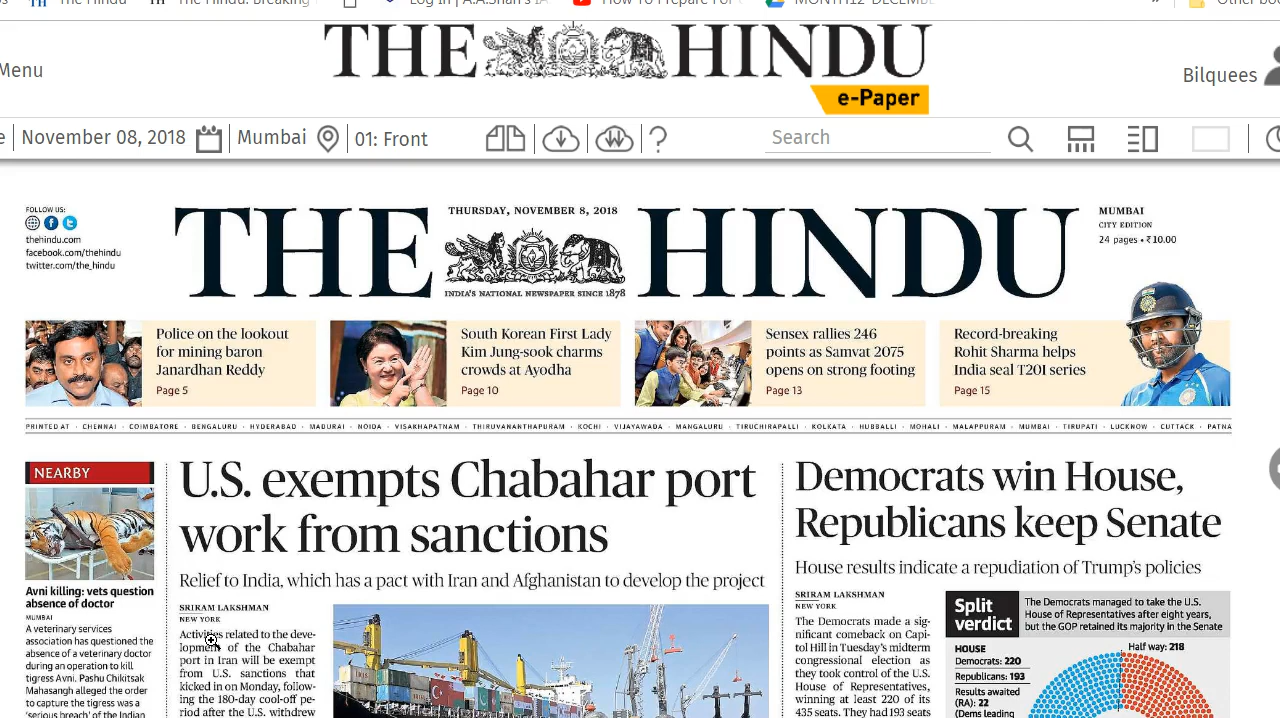 The Hindu
The Hindu: Breaking
Log In | A.A.Shah's IA
How To Prepare For
MONTH12-DECEMBE
Other boo
Menu
THE HINDU
e-Paper
Bilquees
November 08, 2018
Mumbai
01: Front
?
Search
FOLLOW US:
thehindu.com
facebook.com/thehindu
twitter.com/the_hindu
THURSDAY, NOVEMBER 8, 2018
THE HINDU
INDIA'S NATIONAL NEWSPAPER SINCE 1878
MUMBAI
CITY EDITION
24 pages • ₹10.00
Police on the lookout
for mining baron
Janardhan Reddy
Page 5
South Korean First Lady
Kim Jung-sook charms
crowds at Ayodha
Page 10
Sensex rallies 246
points as Samvat 2075
opens on strong footing
Page 13
Record-breaking
Rohit Sharma helps
India seal T20I series
Page 15
PRINTED AT · CHENNAI · COIMBATORE · BENGALURU · HYDERABAD · MADURAI · NOIDA · VISAKHAPATNAM · THIRUVANANTHAPURAM · KOCHI · VIJAYAWADA · MANGALURU · TIRUCHIRAPALLI · KOLKATA · HUBBALLI · MOHALI · MALAPPURAM · MUMBAI · TIRUPATI · LUCKNOW · CUTTACK · PATNA
NEARBY
Avni killing: vets question
absence of doctor
MUMBAI
A veterinary services
association has questioned the
absence of a veterinary doctor
during an operation to kill
tigress Avni. Pashu Chikitsak
Mahasangh alleged the order
to capture the tigress was a
'serious breach' of the Indian
U.S. exempts Chabahar port
work from sanctions
Relief to India, which has a pact with Iran and Afghanistan to develop the project
SRIRAM LAKSHMAN
NEW YORK
Activities related to the deve-
lopment of the Chabahar
port in Iran will be exempt
from U.S. sanctions that
kicked in on Monday, follow-
ing the 180-day cool-off pe-
riod after the U.S. withdrew
Democrats win House,
Republicans keep Senate
House results indicate a repudiation of Trump's policies
SRIRAM LAKSHMAN
NEW YORK
The Democrats made a sig-
nificant comeback on Capi-
tol Hill in Tuesday's midterm
congressional election as
they took control of the U.S.
House of Representatives,
winning at least 220 of its
435 seats. They had 193 seats
Split
verdict
The Democrats managed to take the U.S.
House of Representatives after eight years,
but the GOP retained its majority in the Senate
HOUSE
Democrats: 220
Republicans: 193
Results awaited
(RA): 22
(Dems leading
Half way: 218